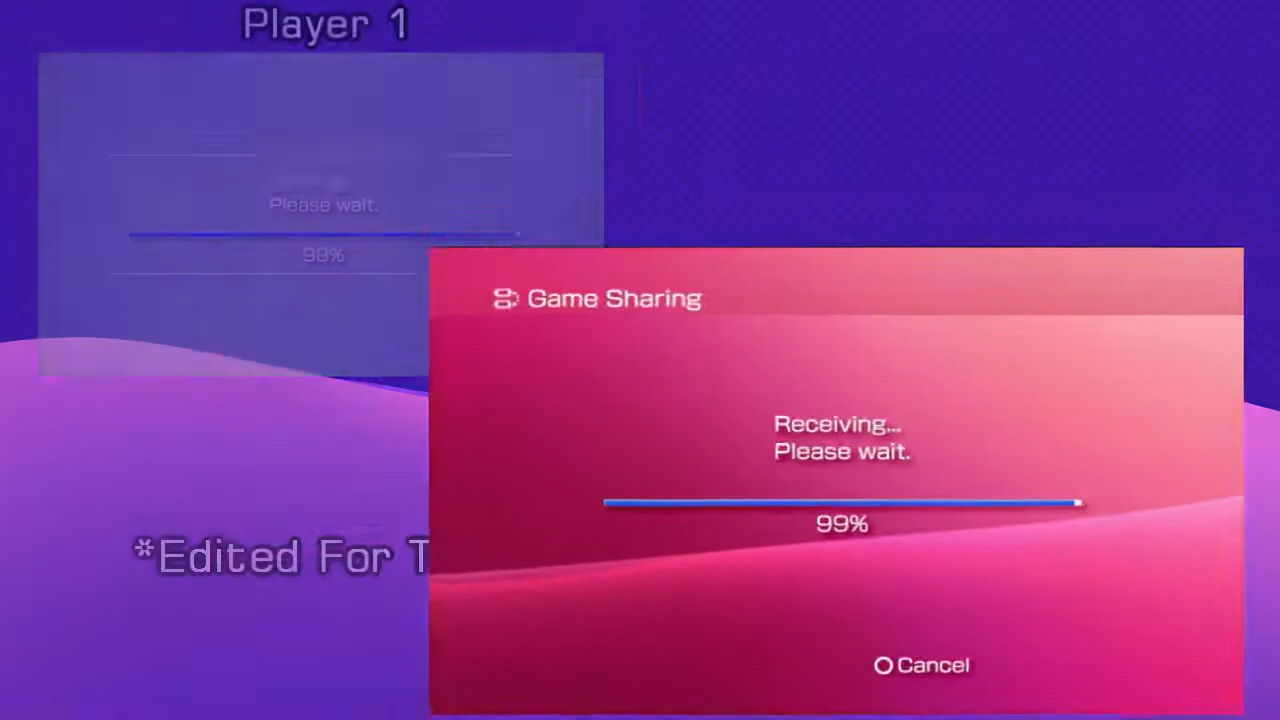 Player 1
Please wait.
98%
Game Sharing
Receiving...
Please wait.
99%
*Edited For T
Cancel